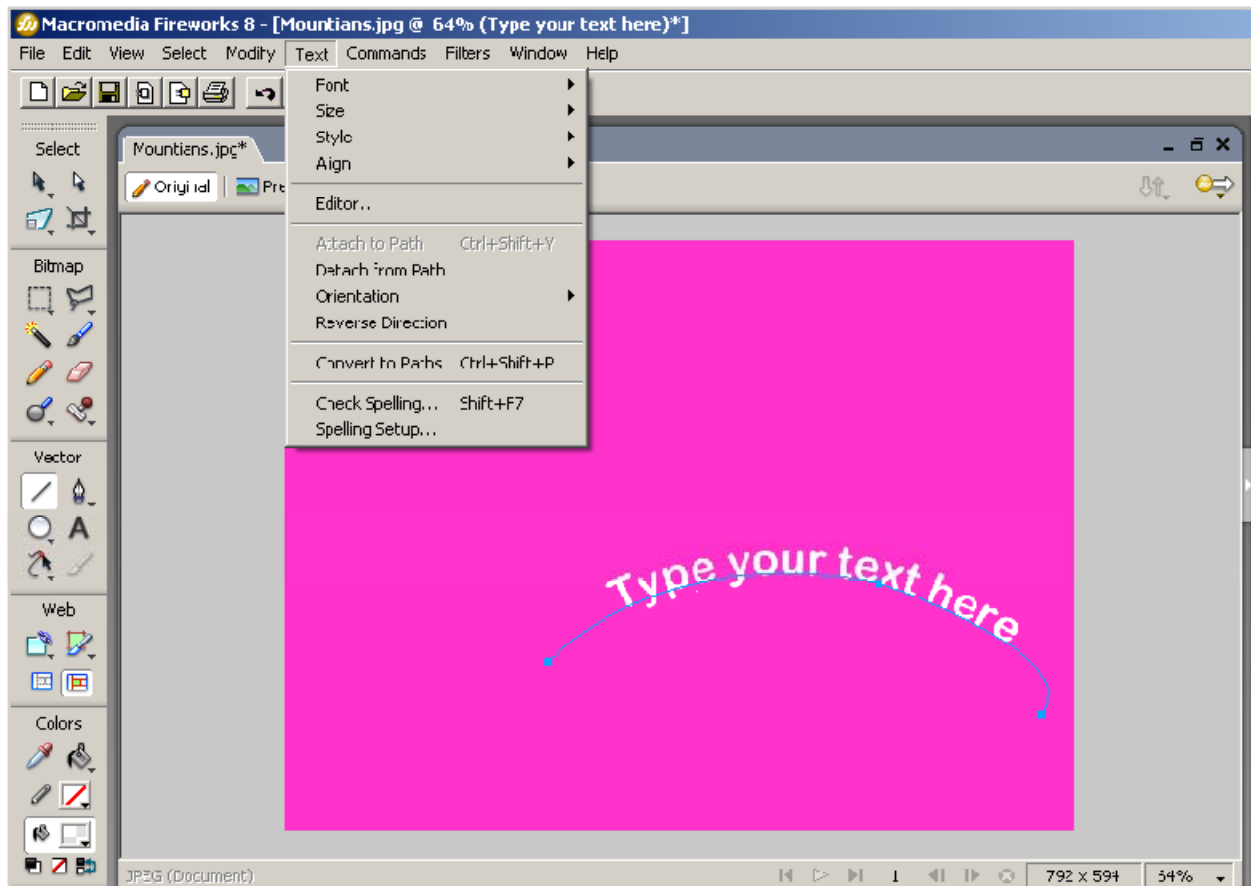 Macromedia Fireworks 8 - [Mountians.jpg @ 64% (Type your text here)*]
File Edit View Select Modify Text Commands Filters Window Help
Font
Size
Style
Align
Editor...
Attach to Path Ctrl+Shift+Y
Detach from Path
Orientation
Reverse Direction
Convert to Paths Ctrl+Shift+P
Check Spelling... Shift+F7
Spelling Setup...
Select
Mountians.jpg*
Original Pre
Bitmap
Vector
Web
Colors
Type your text here
JPEG (Document) 1 792 x 594 64%